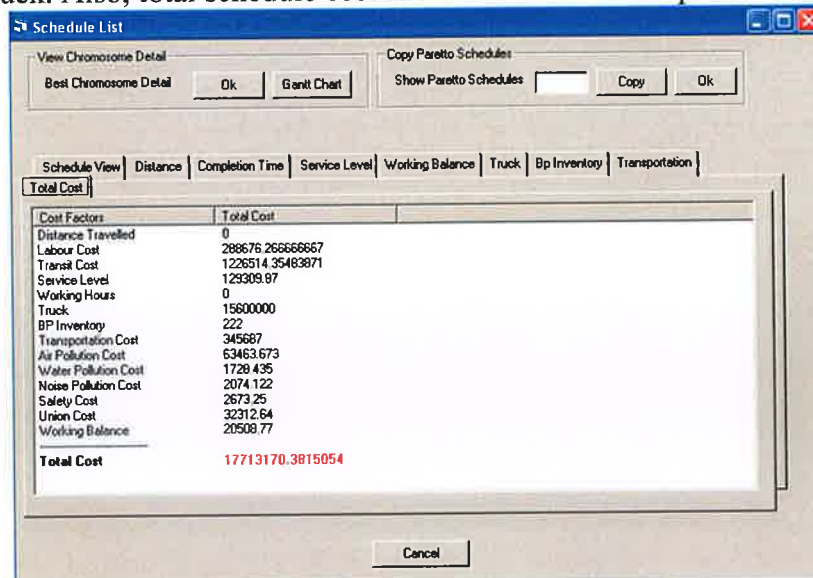 Schedule List
View Chromosome Detail
Best Chromosome Detail Ok Gantt Chart
Copy Paretto Schedules
Show Paretto Schedules Copy Ok
Schedule View Distance Completion Time Service Level Working Balance Truck Bp Inventory Transportation
Total Cost
Cost Factors Total Cost
Distance Travelled 0
Labour Cost 288676.266666667
Transit Cost 1226514.35483871
Service Level 129309.87
Working Hours 0
Truck 15600000
BP Inventory 222
Transportation Cost 345687
Air Pollution Cost 63463.673
Water Pollution Cost 1728.435
Noise Pollution Cost 2074.122
Safety Cost 2673.25
Union Cost 32312.64
Working Balance 20508.77
Total Cost 17713170.3815054
Cancel